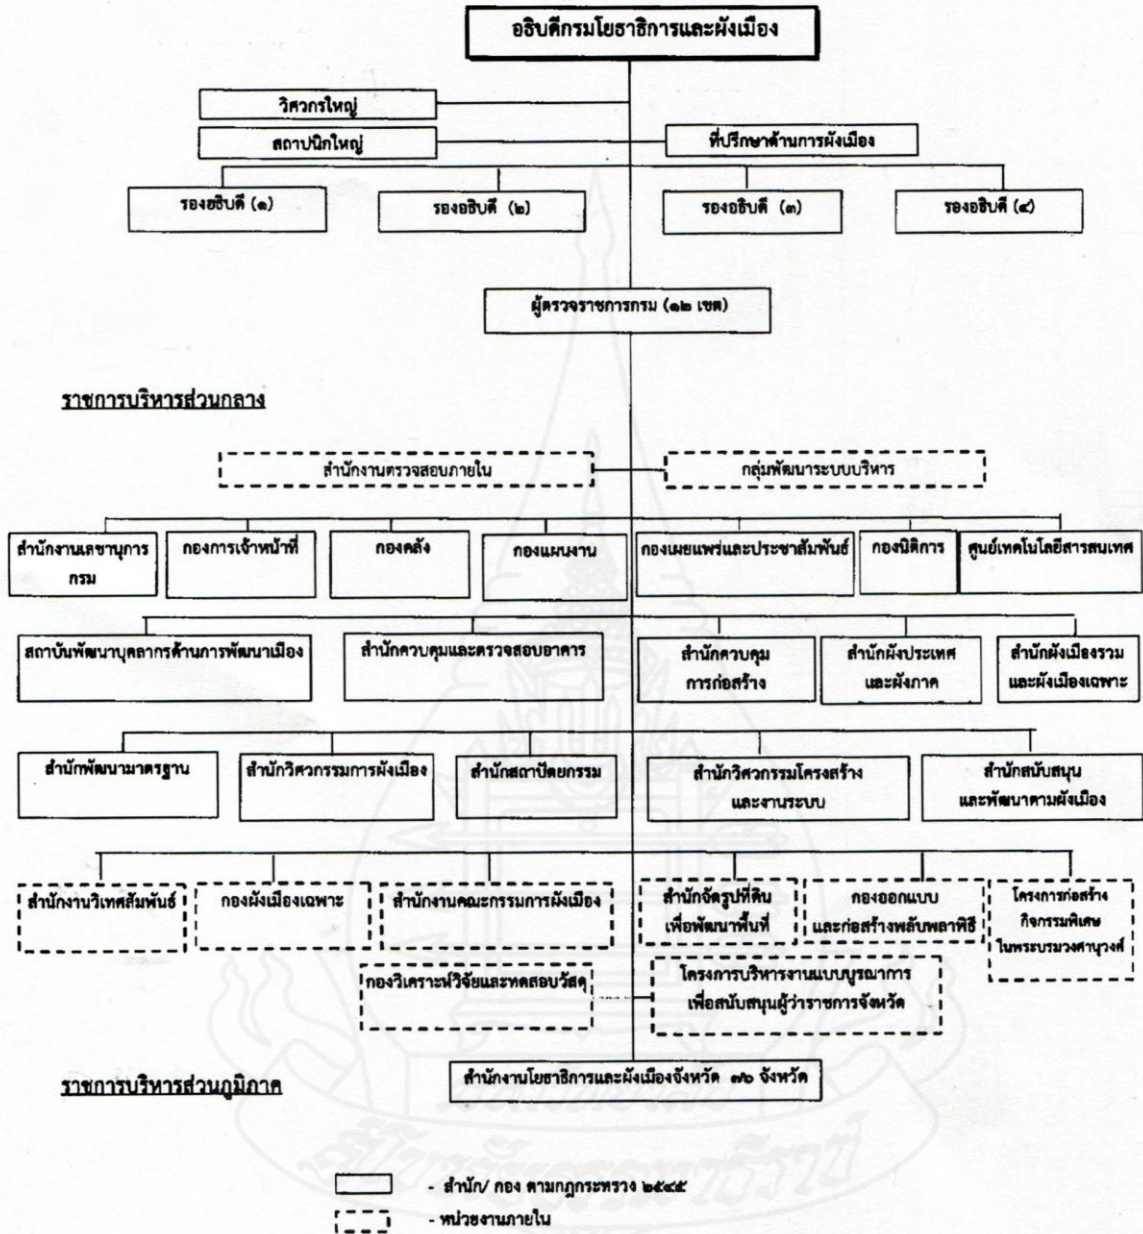 อธิบดีกรมโยธาธิการและผังเมือง
วิศวกรใหญ่
สถาปนิกใหญ่
ที่ปรึกษาด้านการผังเมือง
รองอธิบดี (๑)
รองอธิบดี (๒)
รองอธิบดี (๓)
รองอธิบดี (๔)
ผู้ตรวจราชการกรม (๑๒ เขต)
ราชการบริหารส่วนกลาง
สำนักงานตรวจสอบภายใน
กลุ่มพัฒนาระบบบริหาร
สำนักงานเลขานุการ
กรม
กองการเจ้าหน้าที่
กองคลัง
กองแผนงาน
กองเผยแพร่และประชาสัมพันธ์
กองนิติการ
ศูนย์เทคโนโลยีสารสนเทศ
สถาบันพัฒนาบุคลากรด้านการพัฒนาเมือง
สำนักควบคุมและตรวจสอบอาคาร
สำนักควบคุม
การก่อสร้าง
สำนักผังประเทศ
และผังภาค
สำนักผังเมืองรวม
และผังเมืองเฉพาะ
สำนักพัฒนามาตรฐาน
สำนักวิศวกรรมการผังเมือง
สำนักสถาปัตยกรรม
สำนักวิศวกรรมโครงสร้าง
และงานระบบ
สำนักสนับสนุน
และพัฒนาตามผังเมือง
สำนักงานวิเทศสัมพันธ์
กองผังเมืองเฉพาะ
สำนักงานคณะกรรมการผังเมือง
สำนักจัดรูปที่ดิน
เพื่อพัฒนาพื้นที่
กองออกแบบ
และก่อสร้างพลับพลาพิธี
โครงการก่อสร้าง
กิจกรรมพิเศษ
ในพระบรมวงศานุวงศ์
กองวิเคราะห์วิจัยและทดสอบวัสดุ
โครงการบริหารงานแบบบูรณาการ
เพื่อสนับสนุนผู้ว่าราชการจังหวัด
ราชการบริหารส่วนภูมิภาค
สำนักงานโยธาธิการและผังเมืองจังหวัด ๗๖ จังหวัด
มหาวิทยาลัย
สุโขทัยธรรมาธิราช
- สำนัก/ กอง ตามกฎกระทรวง ๒๕๔๕
- หน่วยงานภายใน